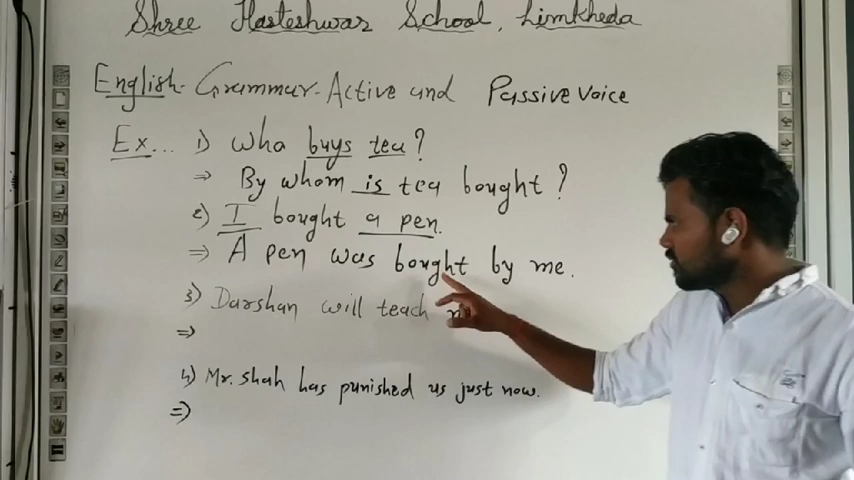 Shree Hasteshwar School, Limkheda
English - Grammar - Active and Passive Voice
Ex... 1) Who buys tea?
⇒ By whom is tea bought?
2) I bought a pen.
⇒ A pen was bought by me.
3) Darshan will teach
⇒
4) Mr. Shah has punished us just now.
⇒